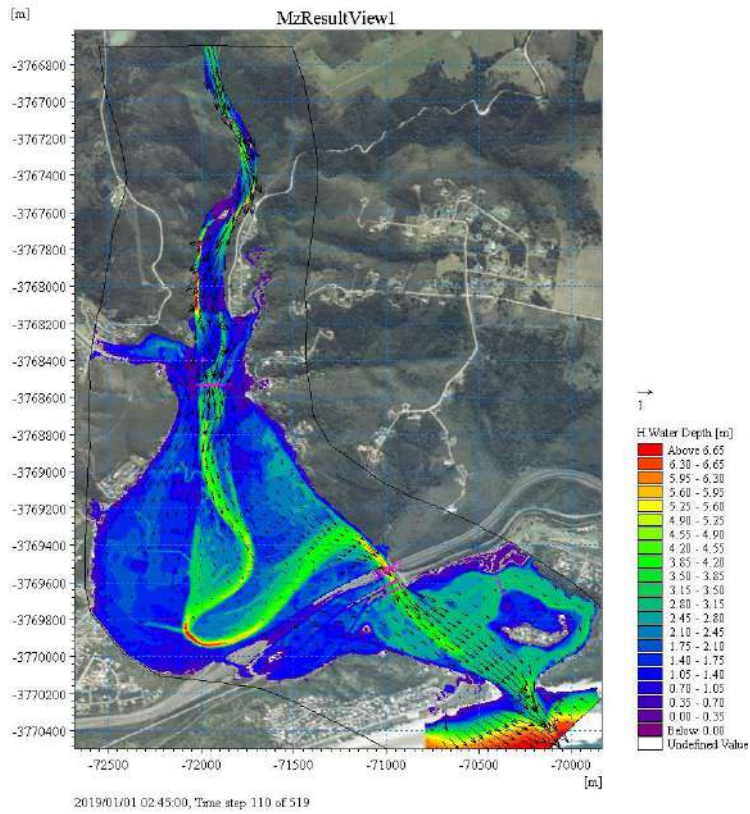 [m]
MzResultView1
-3766800
-3767000
-3767200
-3767400
-3767600
-3767800
-3768000
-3768200
-3768400
-3768600
-3768800
-3769000
-3769200
-3769400
-3769600
-3769800
-3770000
-3770200
-3770400
-72500
-72000
-71500
-71000
-70500
-70000
[m]
2019/01/01 02:45:00, Time step 110 of 519
1
H Water Depth [m]
Above 6.65
6.30 - 6.65
5.95 - 6.30
5.60 - 5.95
5.25 - 5.60
4.90 - 5.25
4.55 - 4.90
4.20 - 4.55
3.85 - 4.20
3.50 - 3.85
3.15 - 3.50
2.80 - 3.15
2.45 - 2.80
2.10 - 2.45
1.75 - 2.10
1.40 - 1.75
1.05 - 1.40
0.70 - 1.05
0.35 - 0.70
0.00 - 0.35
Below 0.00
Undefined Value